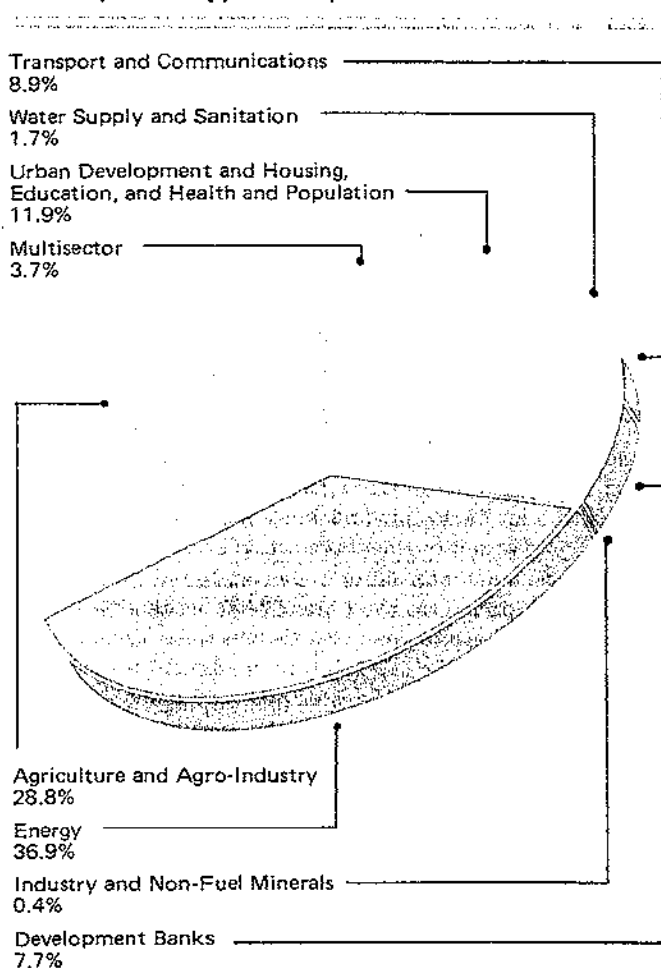 Transport and Communications
8.9%
Water Supply and Sanitation
1.7%
Urban Development and Housing,
Education, and Health and Population
11.9%
Multisector
3.7%
Agriculture and Agro-Industry
28.8%
Energy
36.9%
Industry and Non-Fuel Minerals
0.4%
Development Banks
7.7%